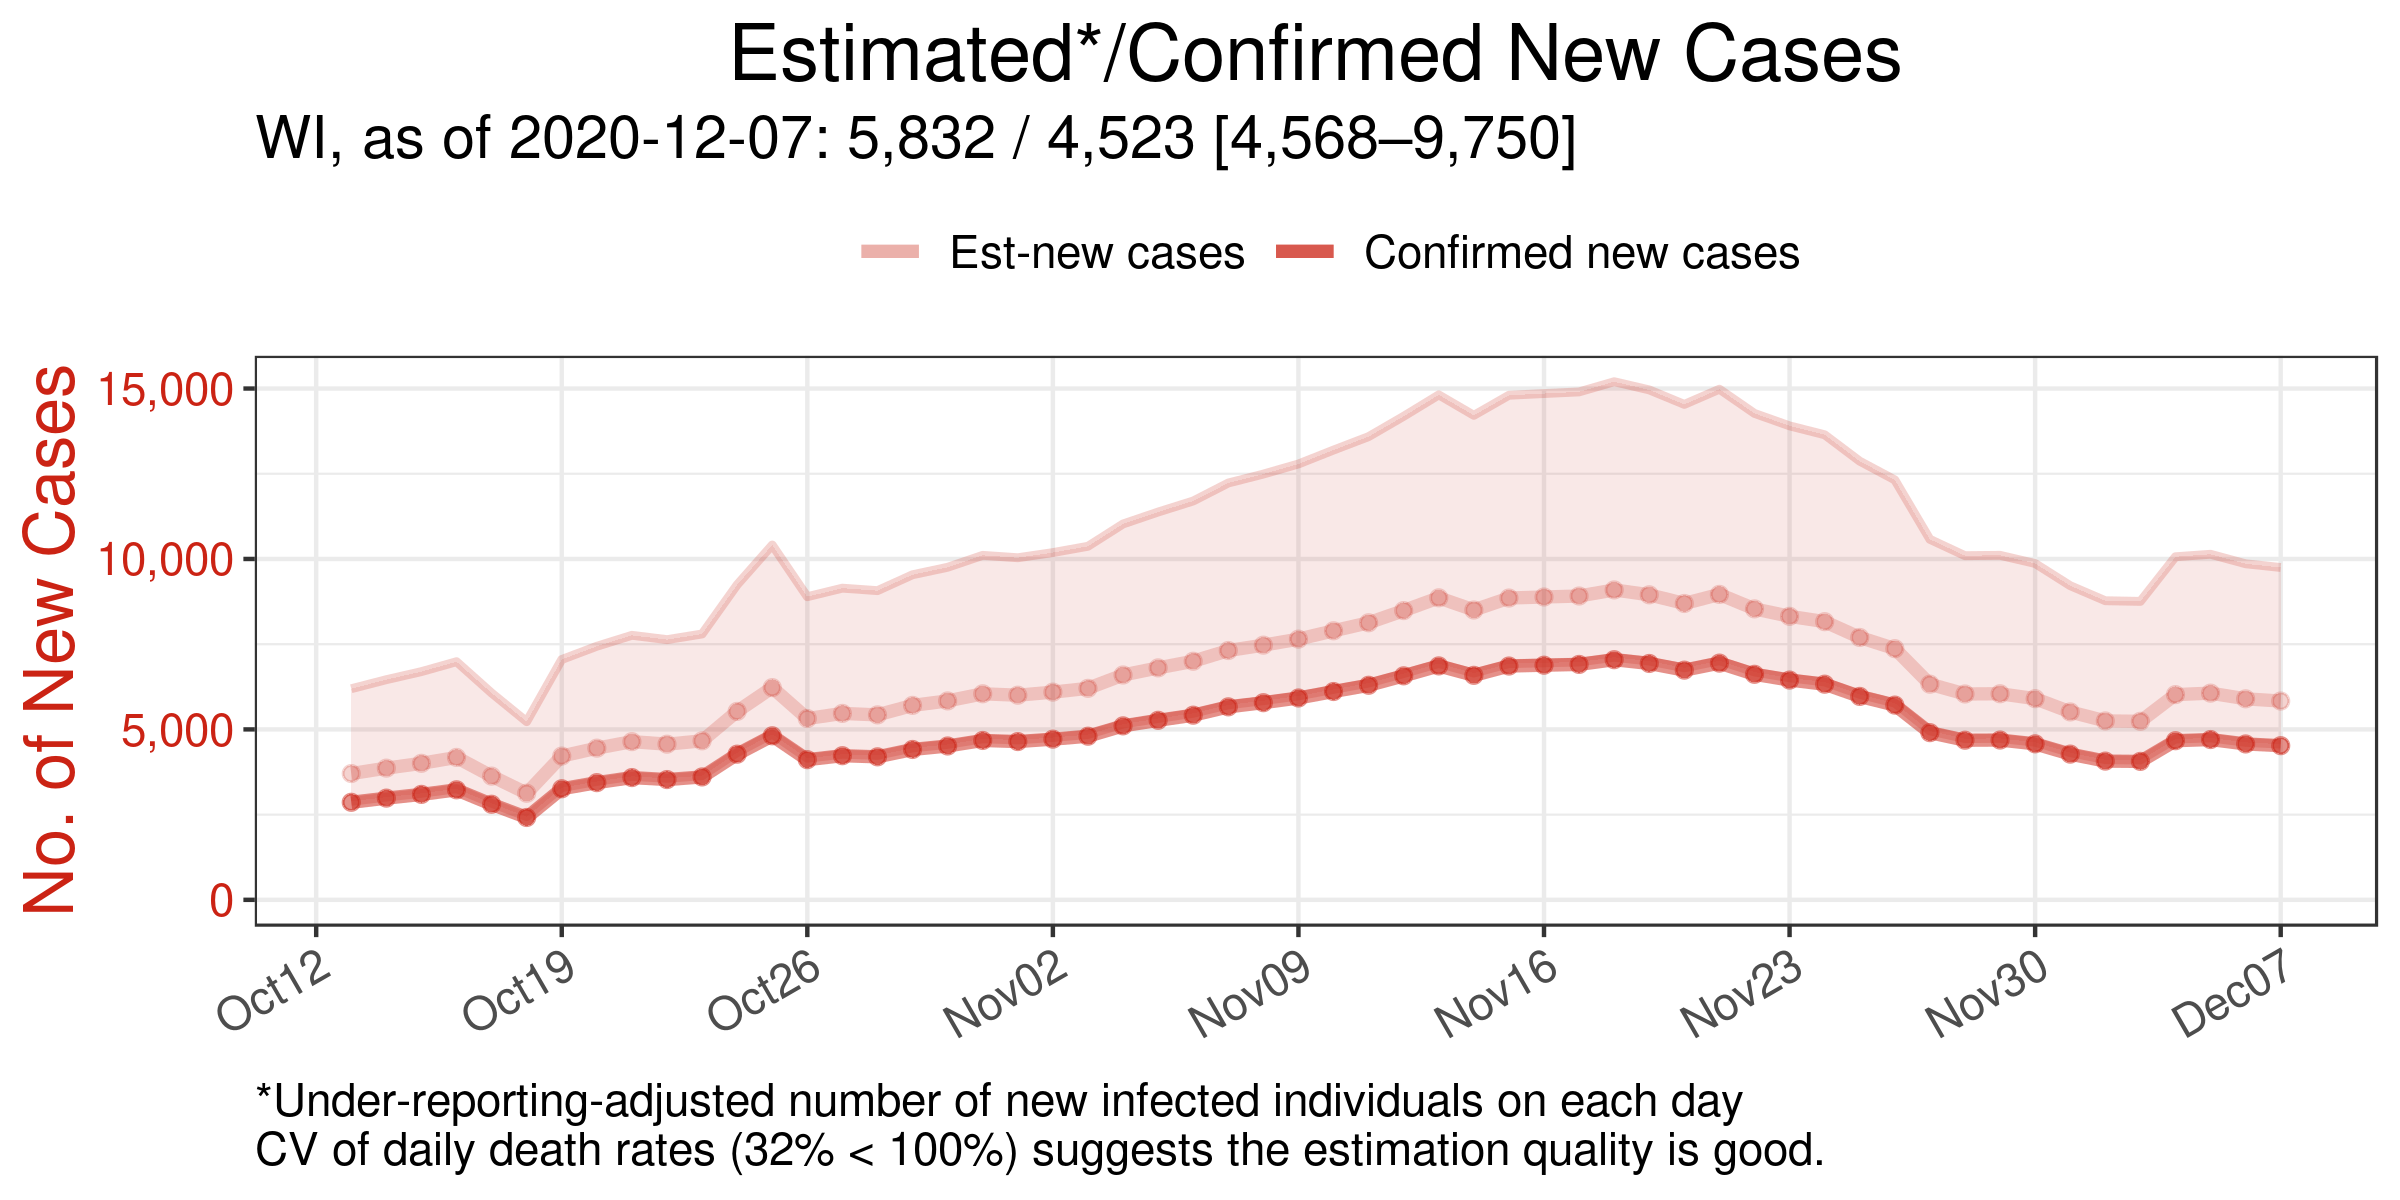 Estimated*/Confirmed New Cases
WI, as of 2020-12-07: 5,832 / 4,523 [4,568–9,750]
Est-new cases
Confirmed new cases
No. of New Cases
15,000
10,000
5,000
0
Oct12
Oct19
Oct26
Nov02
Nov09
Nov16
Nov23
Nov30
Dec07
*Under-reporting-adjusted number of new infected individuals on each day
CV of daily death rates (32% < 100%) suggests the estimation quality is good.